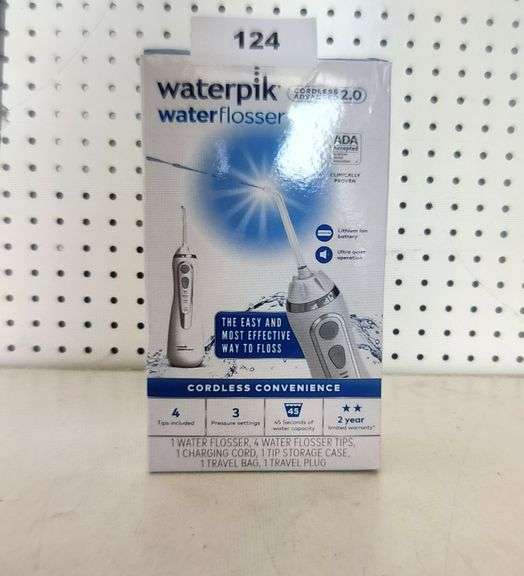 124
waterpik
CORDLESS
ADVANCED 2.0
waterflosser
ADA
Accepted
CLINICALLY
PROVEN
Lithium Ion
battery
Ultra quiet
operation
THE EASY AND
MOST EFFECTIVE
WAY TO FLOSS
CORDLESS CONVENIENCE
4
Tips included
3
Pressure settings
45
45 Seconds of
water capacity
2 year
limited warranty*
1 WATER FLOSSER, 4 WATER FLOSSER TIPS,
1 CHARGING CORD, 1 TIP STORAGE CASE,
1 TRAVEL BAG, 1 TRAVEL PLUG